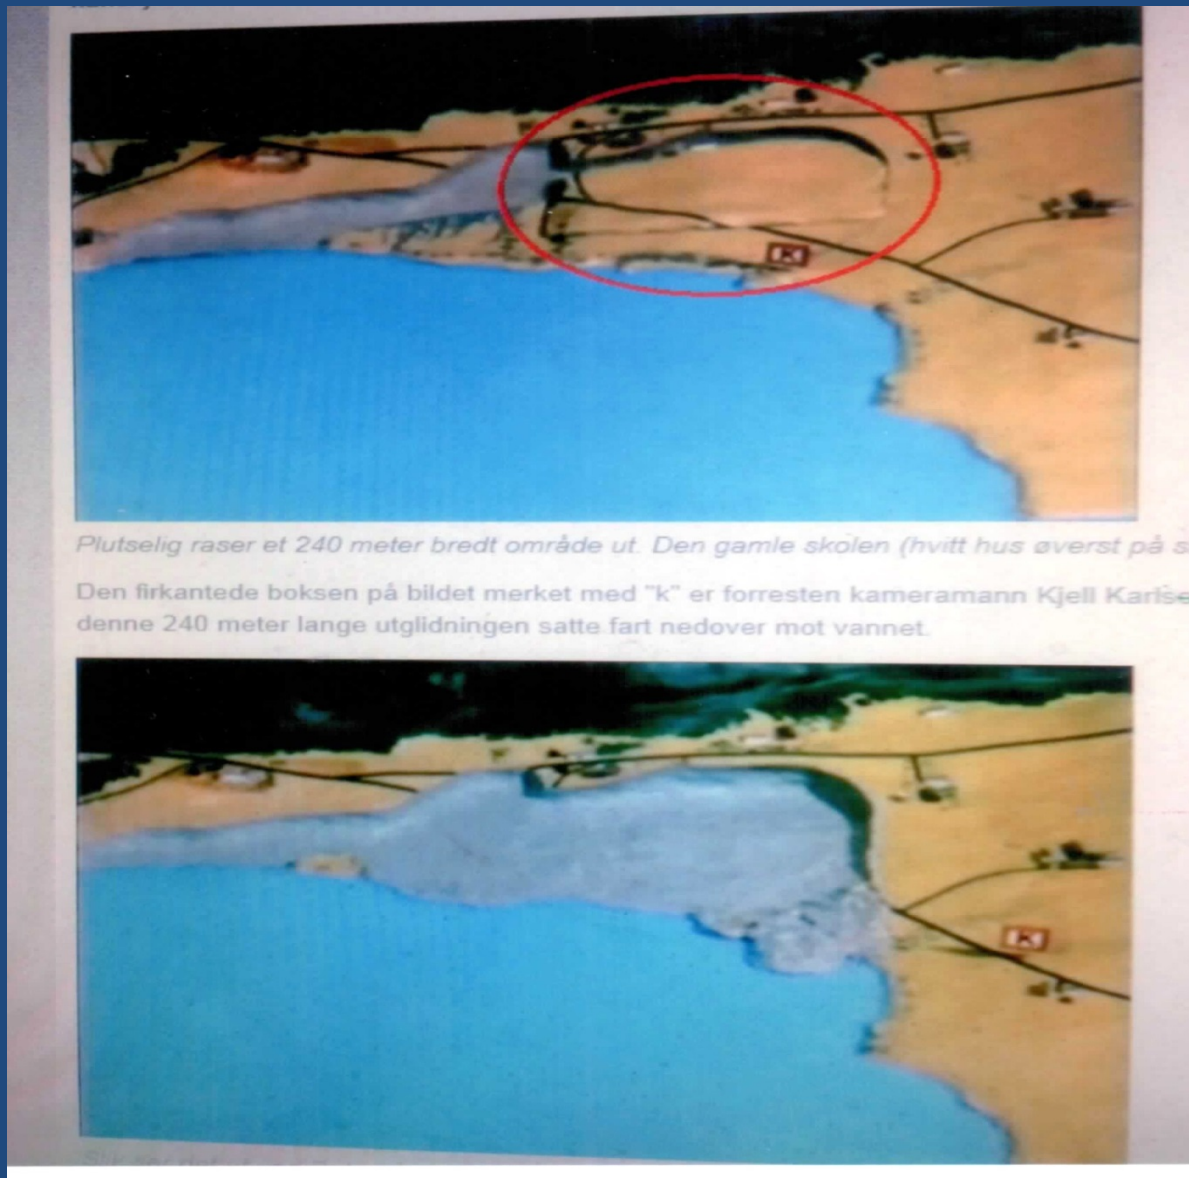 K
Plutselig raser et 240 meter bredt område ut. Den gamle skolen (hvitt hus øverst på s
Den firkantede boksen på bildet merket med "k" er forresten kameramann Kjell Karlse
denne 240 meter lange utglidningen satte fart nedover mot vannet.
K